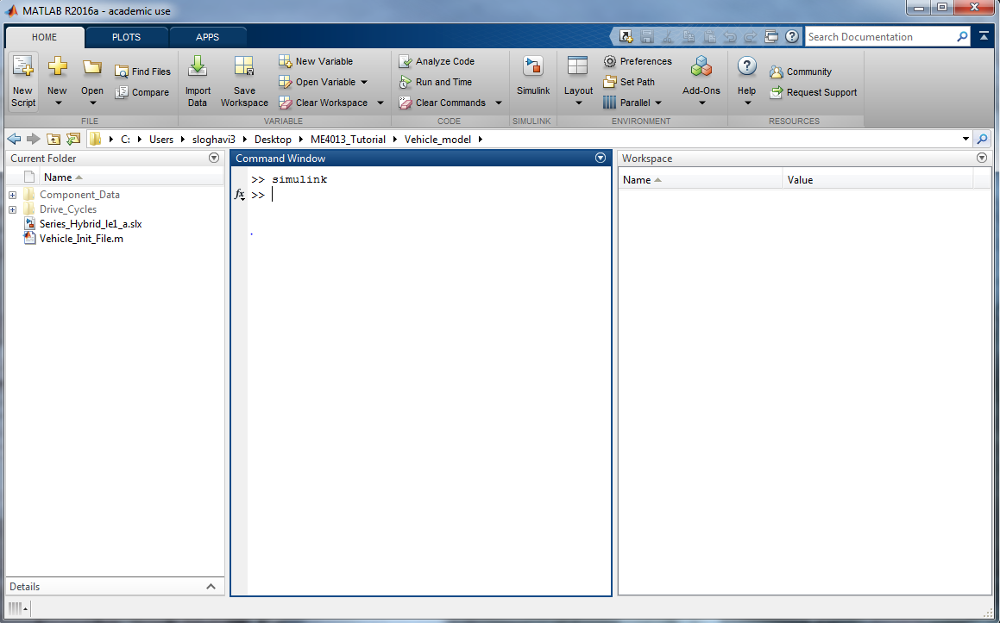 MATLAB R2016a - academic use
HOME PLOTS APPS
Search Documentation
New Script
New
Open
Find Files
Compare
FILE
Import Data
Save Workspace
New Variable
Open Variable
Clear Workspace
VARIABLE
Analyze Code
Run and Time
Clear Commands
CODE
Simulink
SIMULINK
Layout
Preferences
Set Path
Parallel
Add-Ons
ENVIRONMENT
Help
Community
Request Support
RESOURCES
C: Users sloghavi3 Desktop ME4013_Tutorial Vehicle_model
Current Folder
Name
Component_Data
Drive_Cycles
Series_Hybrid_le1_a.slx
Vehicle_Init_File.m
Details
Command Window
>> simulink
fx >>
Workspace
Name Value